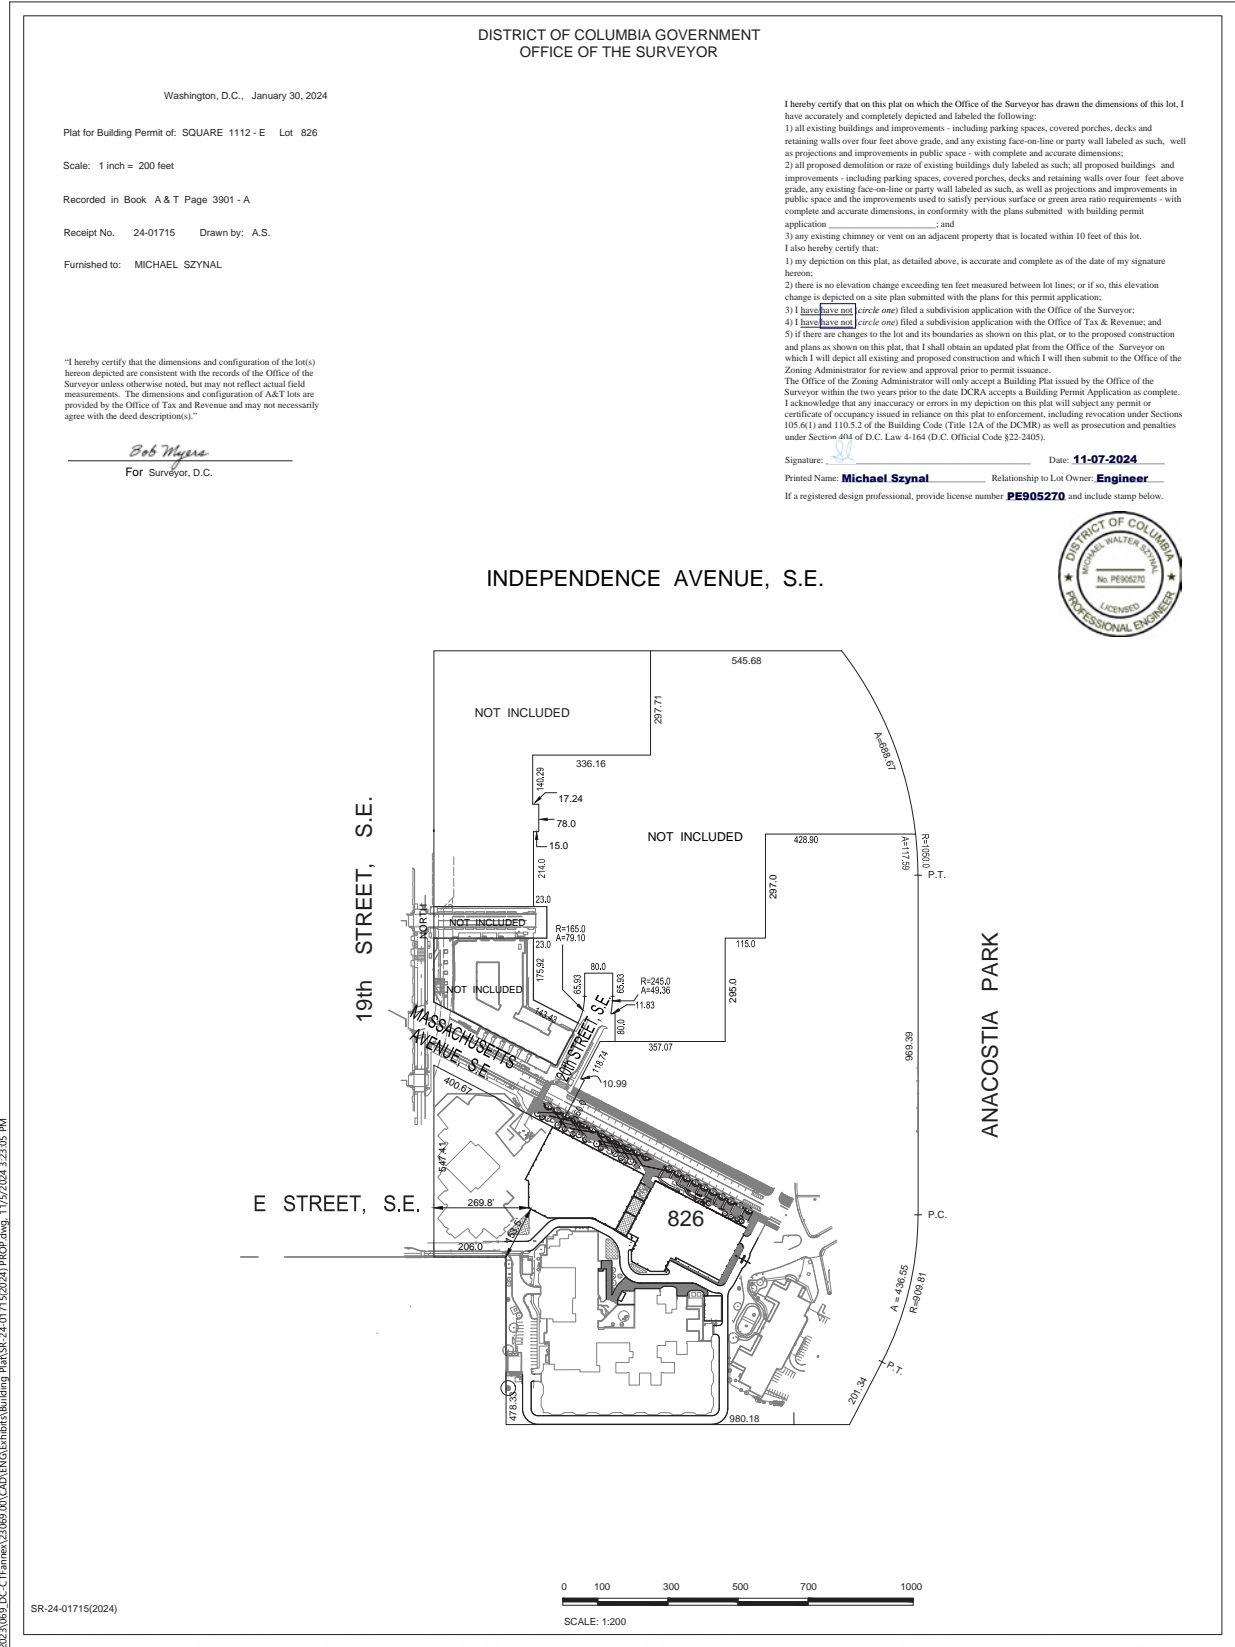 DISTRICT OF COLUMBIA GOVERNMENT
OFFICE OF THE SURVEYOR
Washington, D.C., January 30, 2024
Plat for Building Permit of: SQUARE 1112 - E Lot 826
Scale: 1 inch = 200 feet
Recorded in Book A & T Page 3901 - A
Receipt No. 24-01715 Drawn by: A.S.
Furnished to: MICHAEL SZYNAL
“I hereby certify that the dimensions and configuration of the lot(s)
hereon depicted are consistent with the records of the Office of the
Surveyor unless otherwise noted, but may not reflect actual field
measurements. The dimensions and configuration of A&T lots are
provided by the Office of Tax and Revenue and may not necessarily
agree with the deed description(s).”
Bob Myers
For Surveyor, D.C.
I hereby certify that on this plat on which the Office of the Surveyor has drawn the dimensions of this lot, I
have accurately and completely depicted and labeled the following:
1) all existing buildings and improvements - including parking spaces, covered porches, decks and
retaining walls over four feet above grade, and any existing face-on-line or party wall labeled as such, well
as projections and improvements in public space - with complete and accurate dimensions;
2) all proposed demolition or raze of existing buildings duly labeled as such; all proposed buildings and
improvements - including parking spaces, covered porches, decks and retaining walls over four feet above
grade, any existing face-on-line or party wall labeled as such, as well as projections and improvements in
public space and the improvements used to satisfy pervious surface or green area ratio requirements - with
complete and accurate dimensions, in conformity with the plans submitted with building permit
application ______________________; and
3) any existing chimney or vent on an adjacent property that is located within 10 feet of this lot.
I also hereby certify that:
1) my depiction on this plat, as detailed above, is accurate and complete as of the date of my signature
hereon;
2) there is no elevation change exceeding ten feet measured between lot lines; or if so, this elevation
change is depicted on a site plan submitted with the plans for this permit application;
3) I have/have not (circle one) filed a subdivision application with the Office of the Surveyor;
4) I have/have not (circle one) filed a subdivision application with the Office of Tax & Revenue; and
5) if there are changes to the lot and its boundaries as shown on this plat, or to the proposed construction
and plans as shown on this plat, that I shall obtain an updated plat from the Office of the Surveyor on
which I will depict all existing and proposed construction and which I will then submit to the Office of the
Zoning Administrator for review and approval prior to permit issuance.
The Office of the Zoning Administrator will only accept a Building Plat issued by the Office of the
Surveyor within the two years prior to the date DCRA accepts a Building Permit Application as complete.
I acknowledge that any inaccuracy or errors in my depiction on this plat will subject any permit or
certificate of occupancy issued in reliance on this plat to enforcement, including revocation under Sections
105.6(1) and 110.5.2 of the Building Code (Title 12A of the DCMR) as well as prosecution and penalties
under Section 404 of D.C. Law 4-164 (D.C. Official Code §22-2405).
Signature: Date: 11-07-2024
Printed Name: Michael Szynal Relationship to Lot Owner: Engineer
If a registered design professional, provide license number PE905270 and include stamp below.
DISTRICT OF COLUMBIA
MICHAEL WALTER SZYNAL
No. PE905270
LICENSED
PROFESSIONAL ENGINEER
INDEPENDENCE AVENUE, S.E.
545.68
297.71
NOT INCLUDED
A=688.67
336.16
140.29
17.24
78.0
15.0
NOT INCLUDED
428.90
A=117.59
R=1050.0
P.T.
19th STREET, S.E.
214.0
297.0
23.0
NORTH
NOT INCLUDED
R=165.0
A=79.10
23.0
115.0
175.92
80.0
65.93
65.93
R=245.0
A=49.36
11.83
NOT INCLUDED
295.0
143.43
80.0
MASSACHUSETTS
AVENUE, S.E.
20th STREET, S.E.
357.07
118.74
10.99
969.39
ANACOSTIA PARK
400.67
547.41
E STREET, S.E.
269.8'
826
P.C.
206.0
A = 436.55
R=909.81
P.T.
201.34
478.33
980.18
0 100 300 500 700 1000
SCALE: 1:200
SR-24-01715(2024)